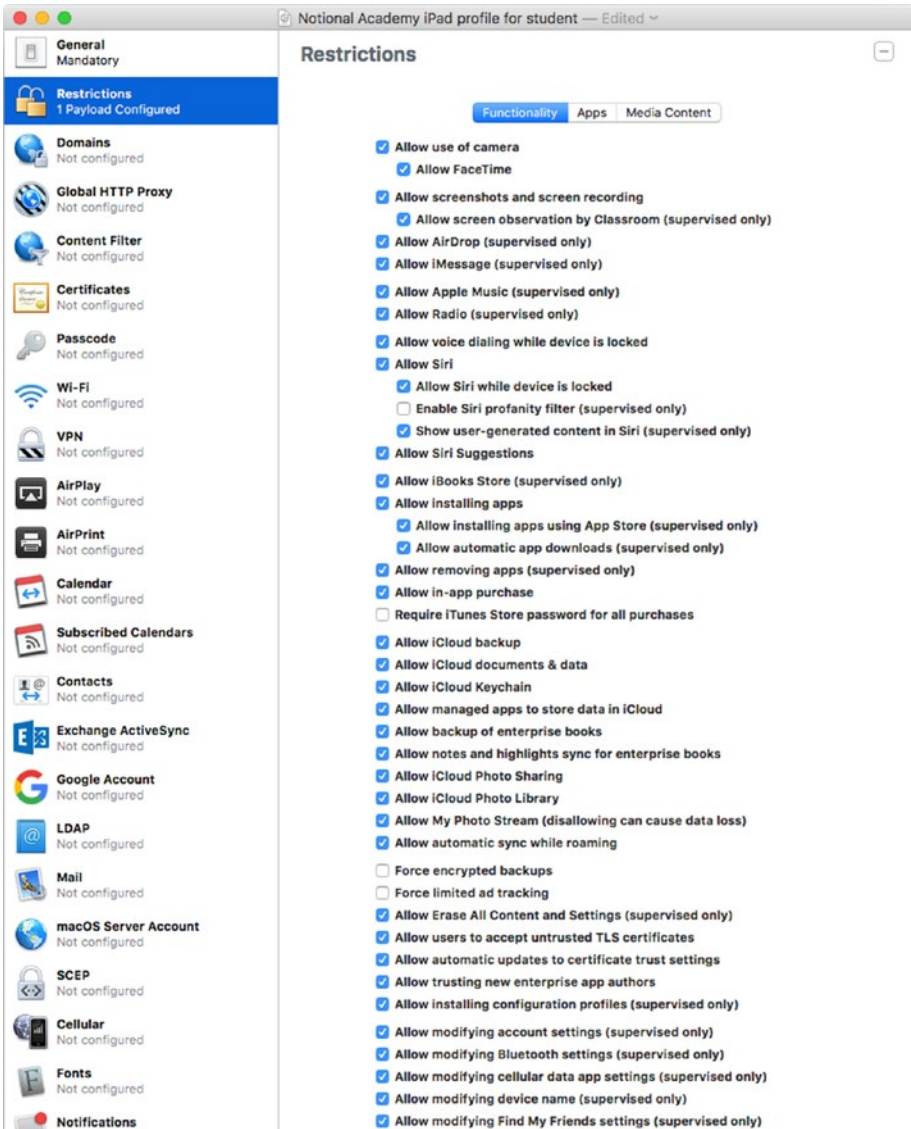 Notional Academy iPad profile for student — Edited
General
Mandatory
Restrictions
1 Payload Configured
Domains
Not configured
Global HTTP Proxy
Not configured
Content Filter
Not configured
Certificates
Not configured
Passcode
Not configured
Wi-Fi
Not configured
VPN
Not configured
AirPlay
Not configured
AirPrint
Not configured
Calendar
Not configured
Subscribed Calendars
Not configured
Contacts
Not configured
Exchange ActiveSync
Not configured
Google Account
Not configured
LDAP
Not configured
Mail
Not configured
macOS Server Account
Not configured
SCEP
Not configured
Cellular
Not configured
Fonts
Not configured
Notifications
Restrictions
Functionality Apps Media Content
Allow use of camera
Allow FaceTime
Allow screenshots and screen recording
Allow screen observation by Classroom (supervised only)
Allow AirDrop (supervised only)
Allow iMessage (supervised only)
Allow Apple Music (supervised only)
Allow Radio (supervised only)
Allow voice dialing while device is locked
Allow Siri
Allow Siri while device is locked
Enable Siri profanity filter (supervised only)
Show user-generated content in Siri (supervised only)
Allow Siri Suggestions
Allow iBooks Store (supervised only)
Allow installing apps
Allow installing apps using App Store (supervised only)
Allow automatic app downloads (supervised only)
Allow removing apps (supervised only)
Allow in-app purchase
Require iTunes Store password for all purchases
Allow iCloud backup
Allow iCloud documents & data
Allow iCloud Keychain
Allow managed apps to store data in iCloud
Allow backup of enterprise books
Allow notes and highlights sync for enterprise books
Allow iCloud Photo Sharing
Allow iCloud Photo Library
Allow My Photo Stream (disallowing can cause data loss)
Allow automatic sync while roaming
Force encrypted backups
Force limited ad tracking
Allow Erase All Content and Settings (supervised only)
Allow users to accept untrusted TLS certificates
Allow automatic updates to certificate trust settings
Allow trusting new enterprise app authors
Allow installing configuration profiles (supervised only)
Allow modifying account settings (supervised only)
Allow modifying Bluetooth settings (supervised only)
Allow modifying cellular data app settings (supervised only)
Allow modifying device name (supervised only)
Allow modifying Find My Friends settings (supervised only)